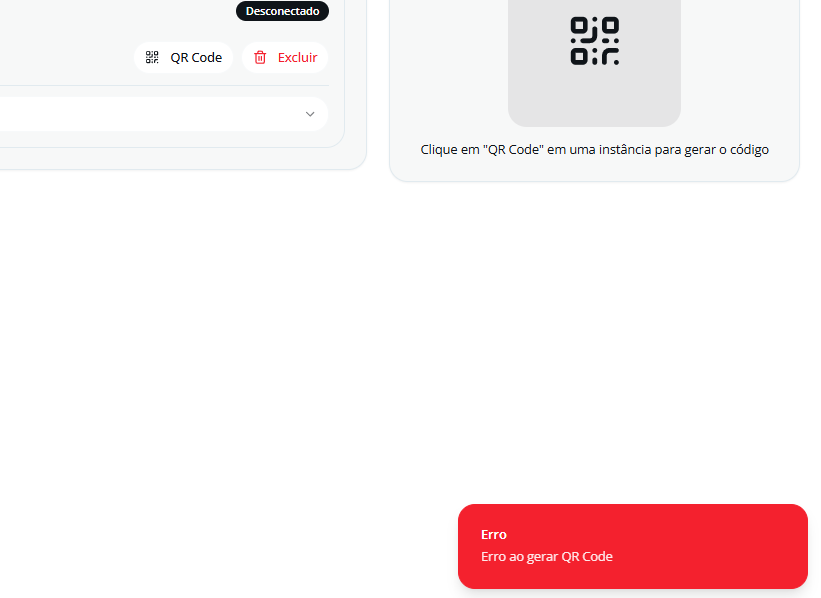 Desconectado
QR Code
Excluir
Clique em "QR Code" em uma instância para gerar o código
Erro
Erro ao gerar QR Code